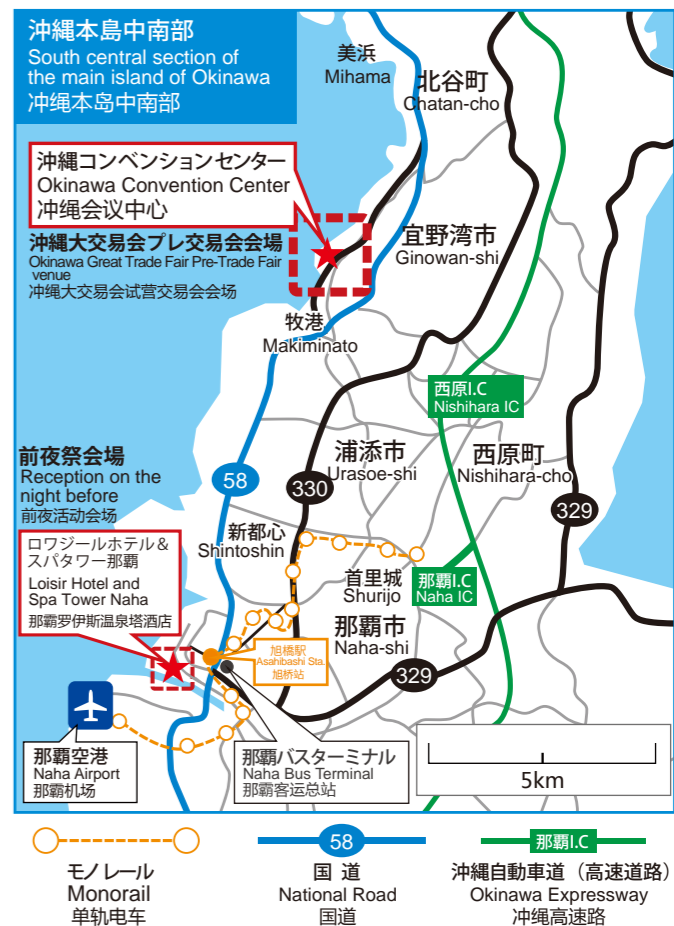 沖縄本島中南部
South central section of
the main island of Okinawa
冲绳本岛中南部
美浜
Mihama
北谷町
Chatan-cho
沖縄コンベンションセンター
Okinawa Convention Center
冲绳会议中心
沖縄大交易会プレ交易会会場
Okinawa Great Trade Fair Pre-Trade Fair
venue
冲绳大交易会试营交易会会场
宜野湾市
Ginowan-shi
牧港
Makiminato
西原I.C
Nishihara IC
前夜祭会場
Reception on the
night before
前夜活动会场
58
330
浦添市
Urasoe-shi
西原町
Nishihara-cho
329
新都心
Shintoshin
ロワジールホテル＆
スパタワー那覇
Loisir Hotel and
Spa Tower Naha
那霸罗伊斯温泉塔酒店
首里城
Shurijo
那覇I.C
Naha IC
那覇市
Naha-shi
旭橋駅
Asahibashi Sta.
旭桥站
329
那覇空港
Naha Airport
那霸机场
那覇バスターミナル
Naha Bus Terminal
那霸客运总站
5km
モノレール
Monorail
单轨电车
58
国道
National Road
国道
那覇I.C
沖縄自動車道（高速道路）
Okinawa Expressway
冲绳高速路